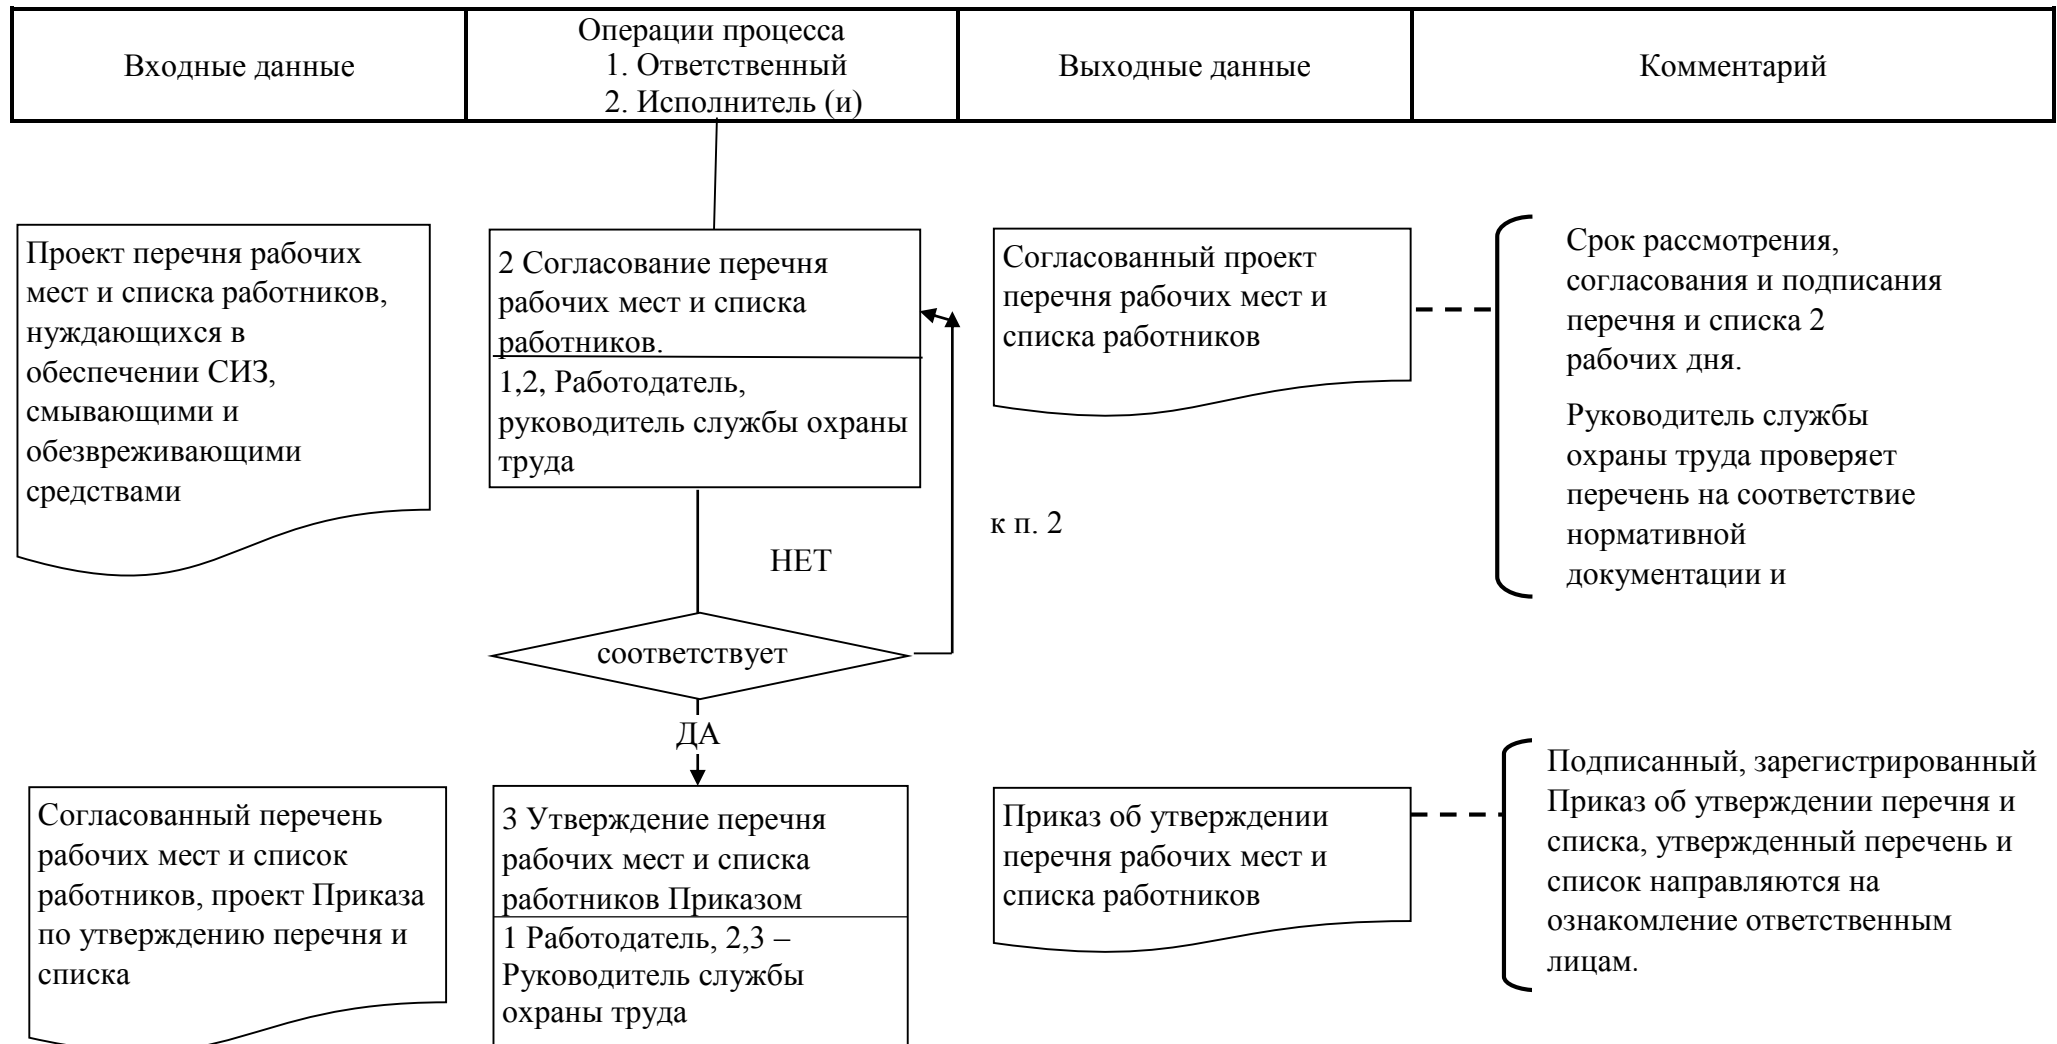 Входные данные
Операции процесса
1. Ответственный
2. Исполнитель (и)
Выходные данные
Комментарий
Проект перечня рабочих
мест и списка работников,
нуждающихся в
обеспечении СИЗ,
смывающими и
обезвреживающими
средствами
2 Согласование перечня
рабочих мест и списка
работников.
1,2, Работодатель,
руководитель службы охраны
труда
Согласованный проект
перечня рабочих мест и
списка работников
Срок рассмотрения,
согласования и подписания
перечня и списка 2
рабочих дня.
Руководитель службы
охраны труда проверяет
перечень на соответствие
нормативной
документации и
к п. 2
НЕТ
соответствует
ДА
Согласованный перечень
рабочих мест и список
работников, проект Приказа
по утверждению перечня и
списка
3 Утверждение перечня
рабочих мест и списка
работников Приказом
1 Работодатель, 2,3 –
Руководитель службы
охраны труда
Приказ об утверждении
перечня рабочих мест и
списка работников
Подписанный, зарегистрированный
Приказ об утверждении перечня и
списка, утвержденный перечень и
список направляются на
ознакомление ответственным
лицам.